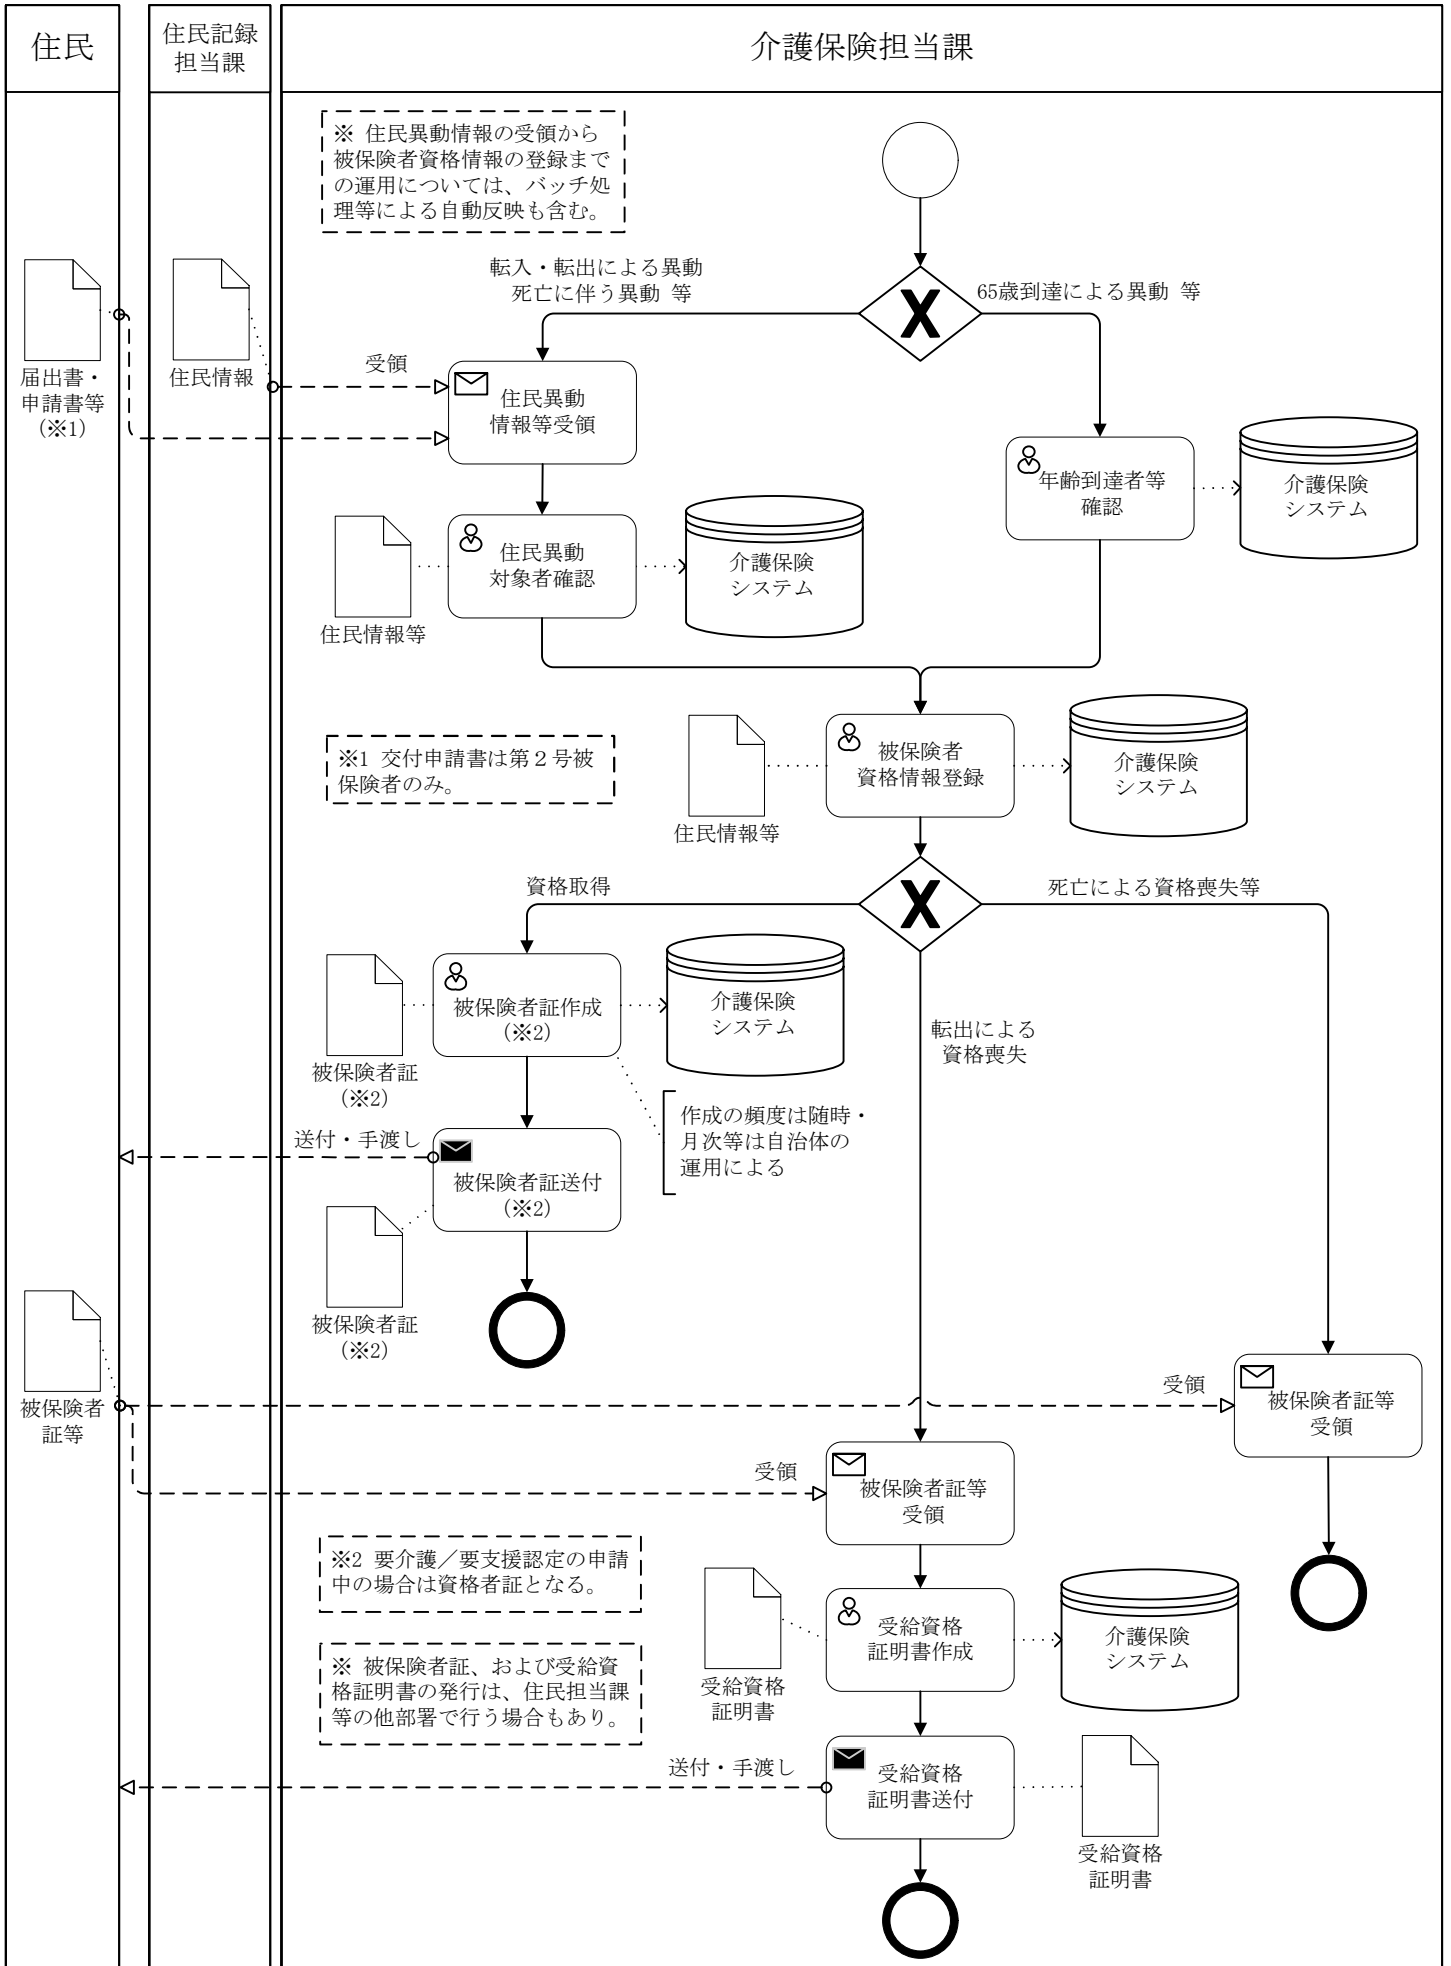 住民
住民記録
担当課
介護保険担当課
※ 住民異動情報の受領から
被保険者資格情報の登録まで
の運用については、バッチ処
理等による自動反映も含む。
転入・転出による異動
死亡に伴う異動 等
65歳到達による異動 等
届出書・
申請書等
(※1)
住民情報
受領
住民異動
情報等受領
年齢到達者等
確認
介護保険
システム
住民異動
対象者確認
介護保険
システム
住民情報等
※1 交付申請書は第2号被
保険者のみ。
被保険者
資格情報登録
介護保険
システム
住民情報等
資格取得
死亡による資格喪失等
被保険者証作成
(※2)
介護保険
システム
転出による
資格喪失
被保険者証
(※2)
作成の頻度は随時・
月次等は自治体の
運用による
送付・手渡し
被保険者証送付
(※2)
被保険者証
(※2)
被保険者
証等
受領
被保険者証等
受領
受領
被保険者証等
受領
※2 要介護/要支援認定の申請
中の場合は資格者証となる。
受給資格
証明書作成
介護保険
システム
※ 被保険者証、および受給資
格証明書の発行は、住民担当課
等の他部署で行う場合もあり。
受給資格
証明書
送付・手渡し
受給資格
証明書送付
受給資格
証明書